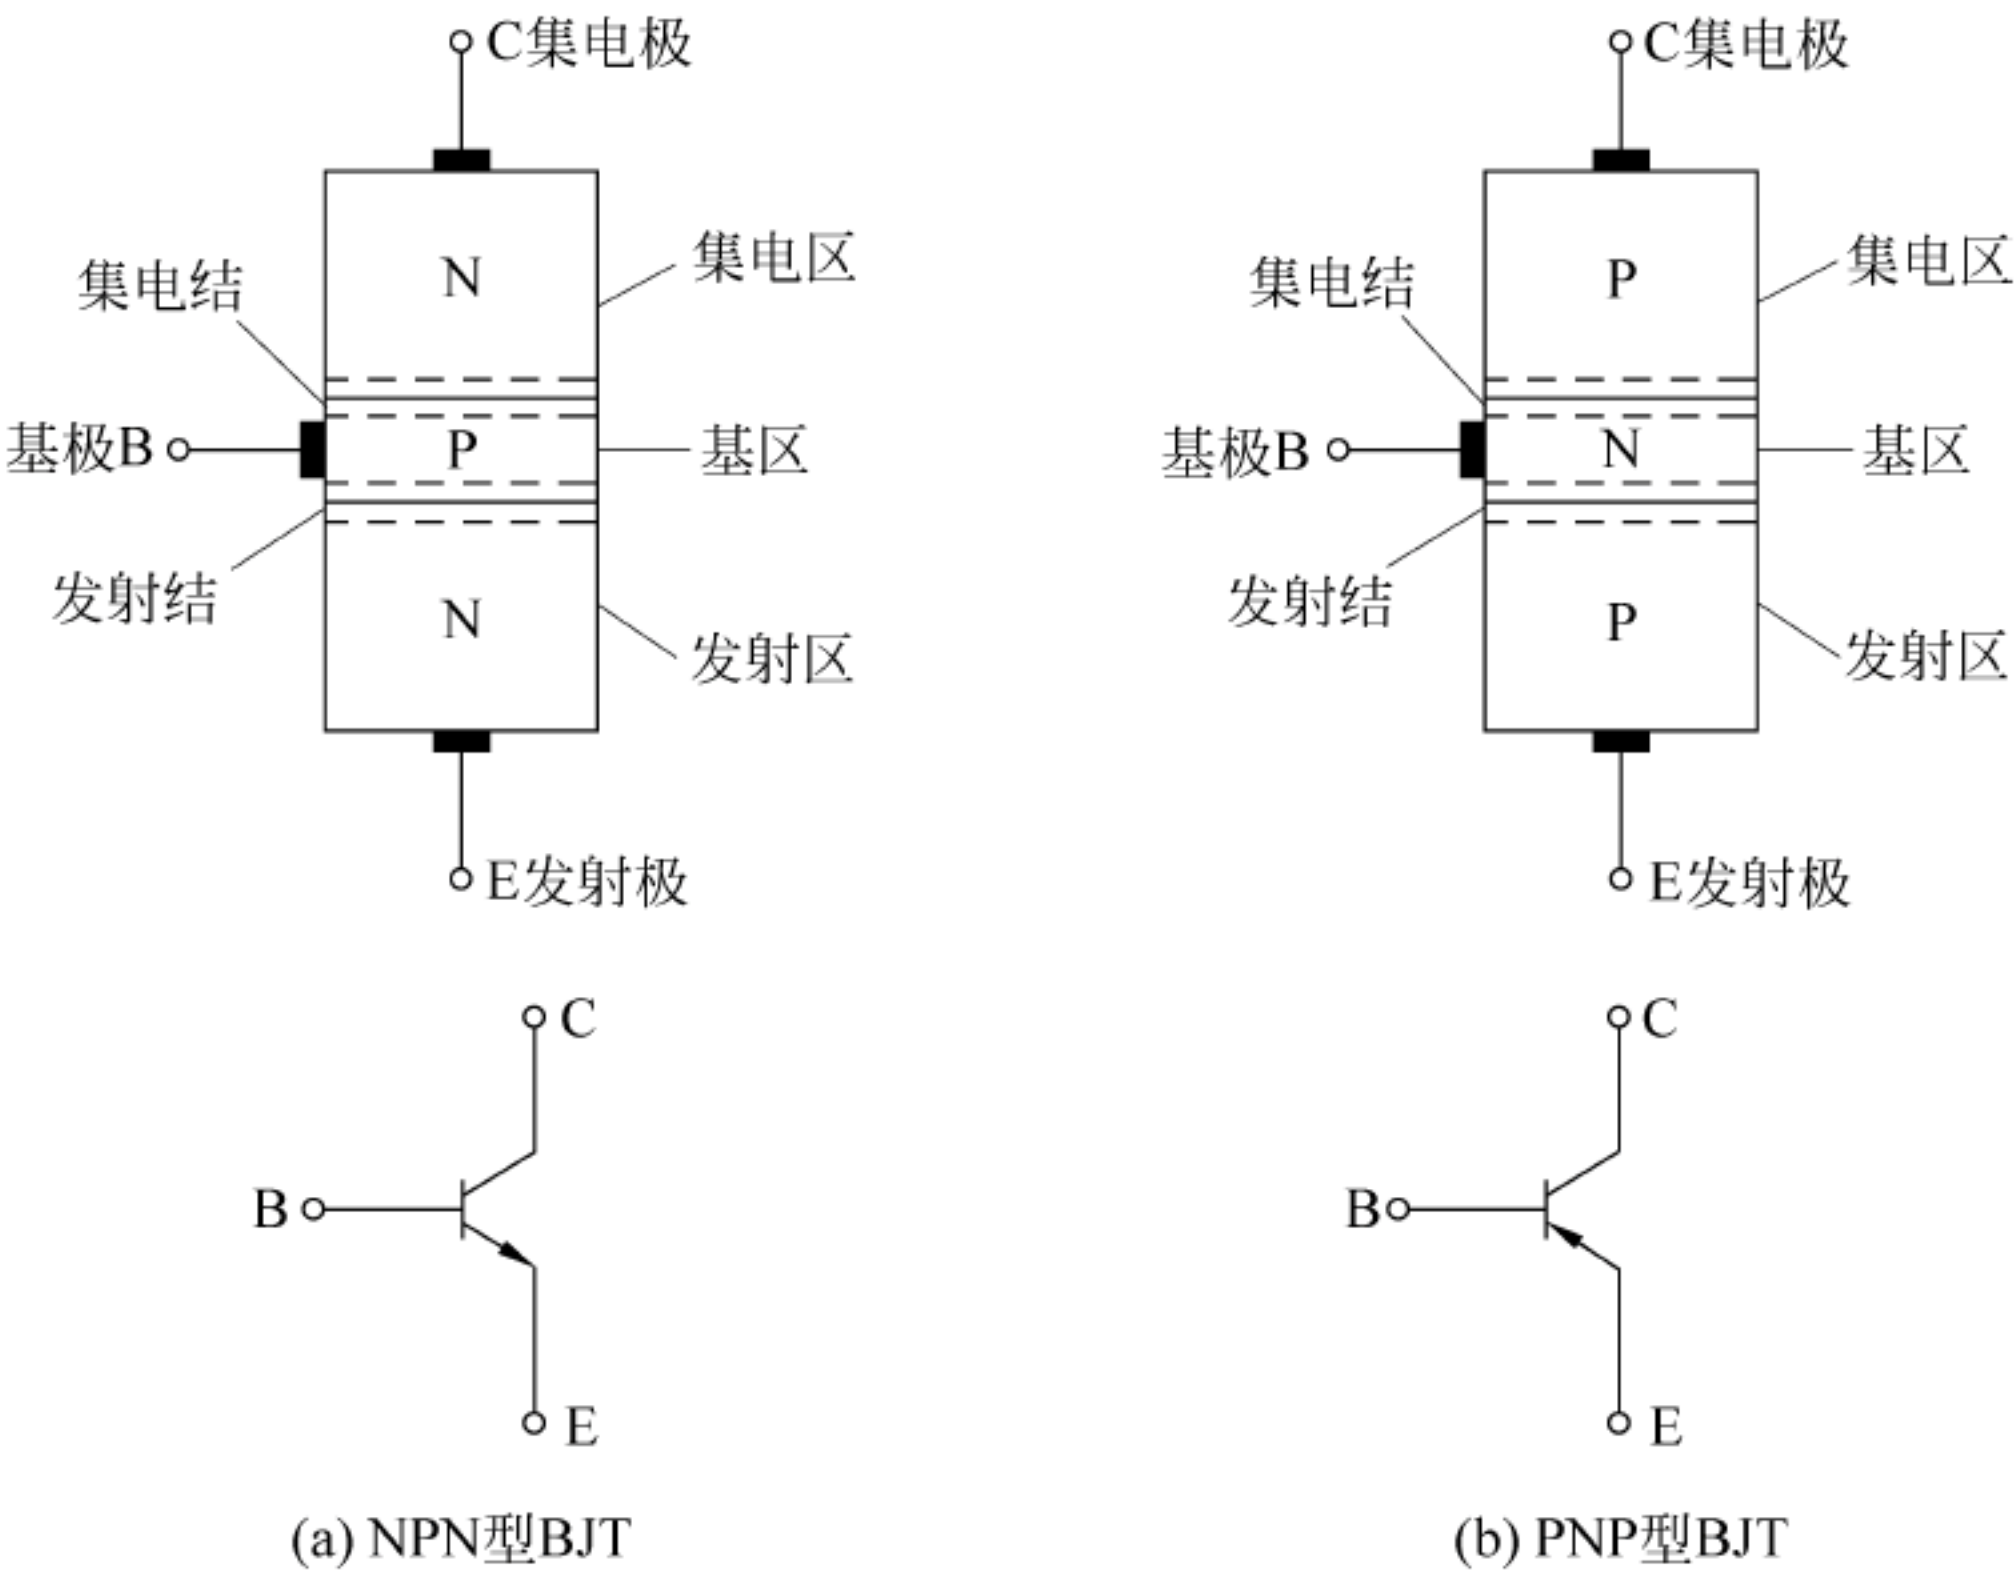 C集电极
N
集电区
集电结
基极B
P
基区
发射结
N
发射区
E发射极
C
B
E
(a) NPN型BJT
C集电极
P
集电区
集电结
基极B
N
基区
发射结
P
发射区
E发射极
C
B
E
(b) PNP型BJT